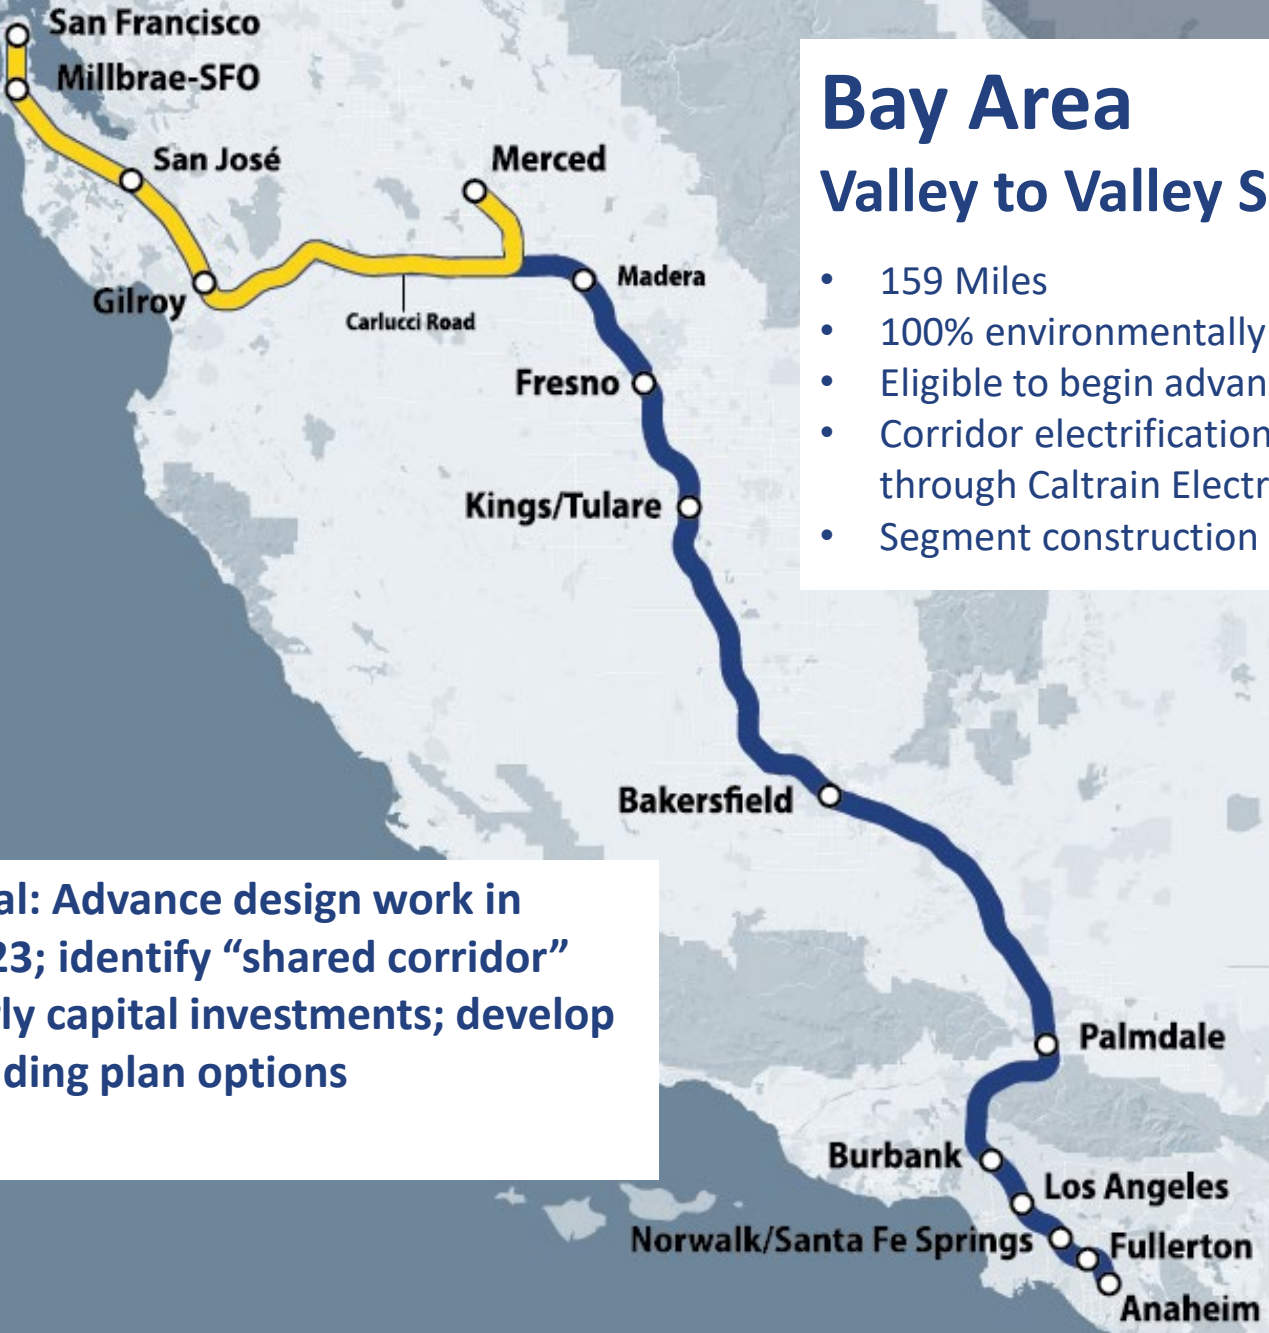 San Francisco
Millbrae-SFO
San José
Merced
Gilroy
Carlucci Road
Madera
Fresno
Kings/Tulare
Bakersfield
Palmdale
Burbank
Los Angeles
Norwalk/Santa Fe Springs
Fullerton
Anaheim
Bay Area
Valley to Valley S
• 159 Miles
• 100% environmentally
• Eligible to begin advan
• Corridor electrification
through Caltrain Electr
• Segment construction
al: Advance design work in
23; identify “shared corridor”
ly capital investments; develop
ding plan options